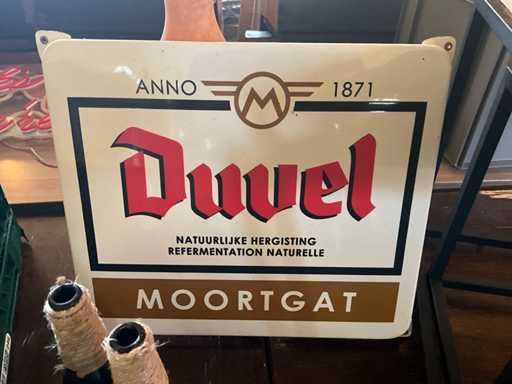 ANNO M 1871
Duvel
NATUURLIJKE HERGISTING
REFERMENTATION NATURELLE
MOORTGAT